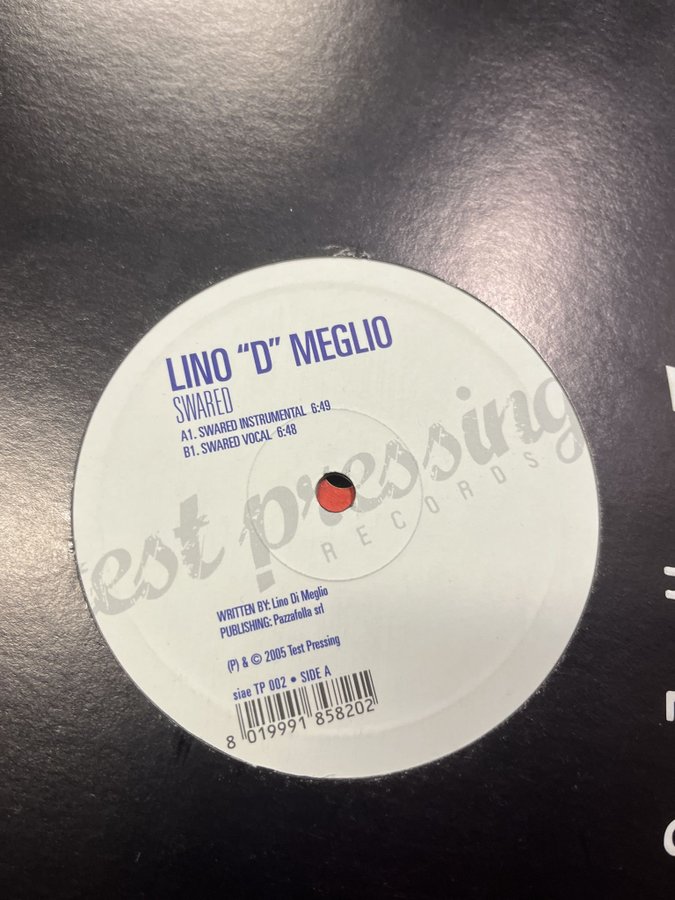 LINO "D" MEGLIO
SWARED
A1. SWARED INSTRUMENTAL 6:49
B1. SWARED VOCAL 6:48
test pressing
RECORDS
WRITTEN BY: Lino Di Meglio
PUBLISHING: Pazzafolla srl
(P) & © 2005 Test Pressing
siae TP 002 • SIDE A
8 019991 858202